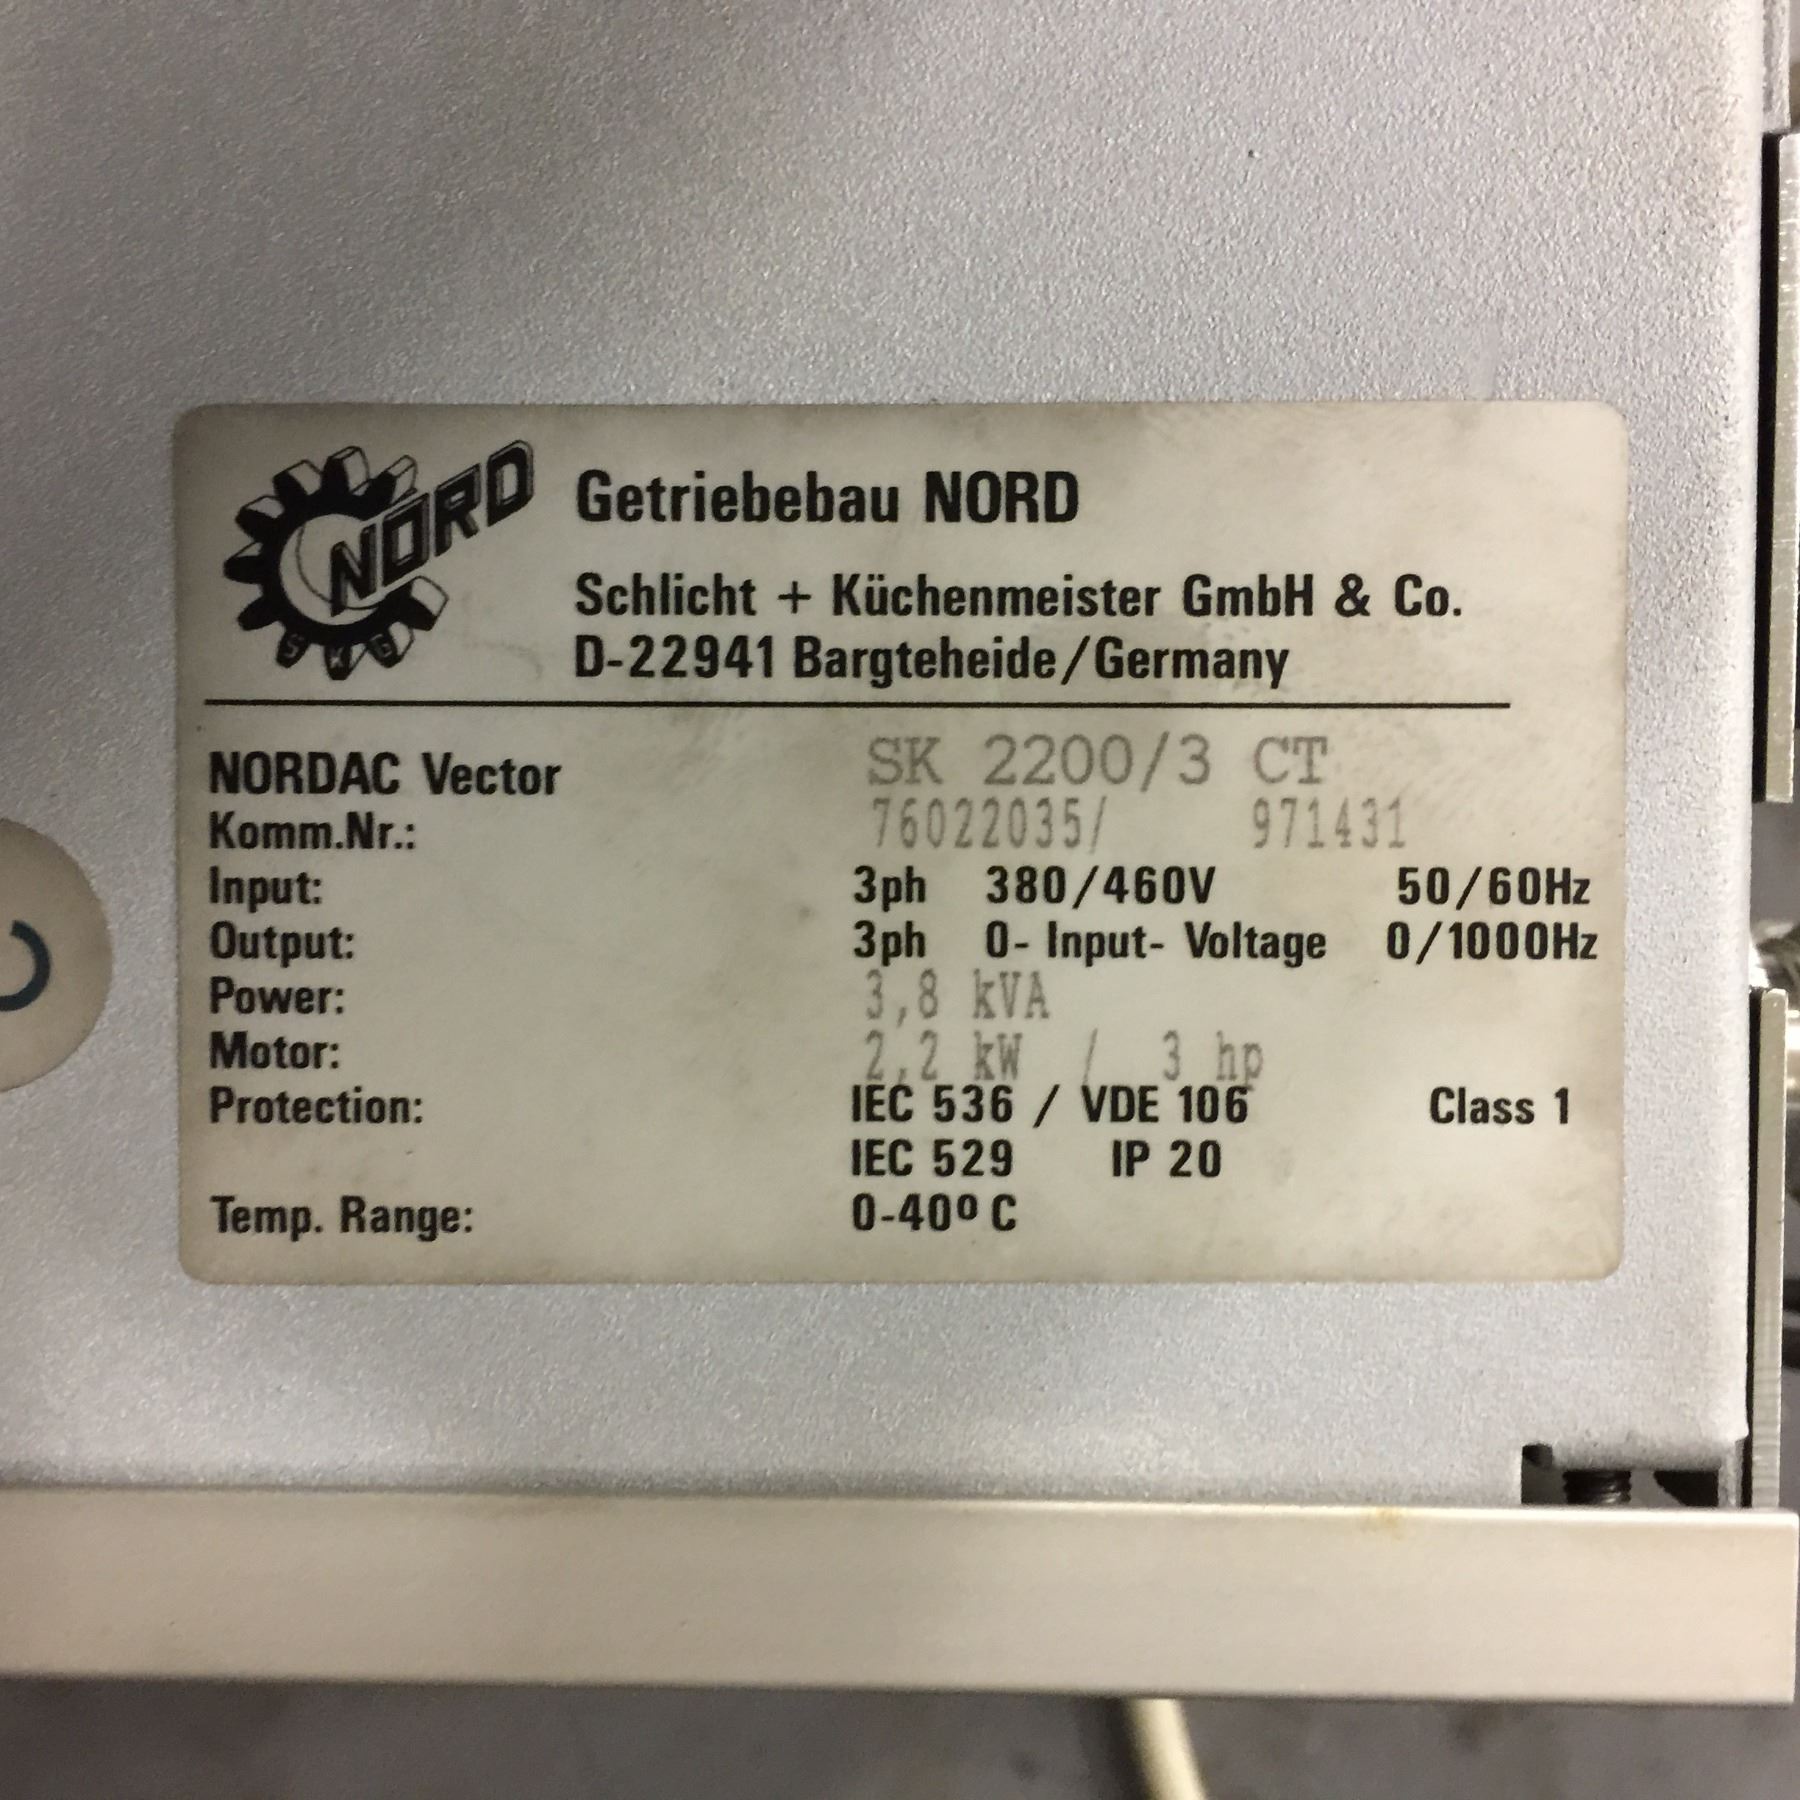 NORD
SKG
Getriebebau NORD
Schlicht + Küchenmeister GmbH & Co.
D-22941 Bargteheide/Germany
NORDAC Vector SK 2200/3 CT
Komm.Nr.: 76022035/ 971431
Input: 3ph 380/460V 50/60Hz
Output: 3ph 0- Input- Voltage 0/1000Hz
Power: 3,8 kVA
Motor: 2,2 kW / 3 hp
Protection: IEC 536 / VDE 106 Class 1
IEC 529 IP 20
Temp. Range: 0-40º C